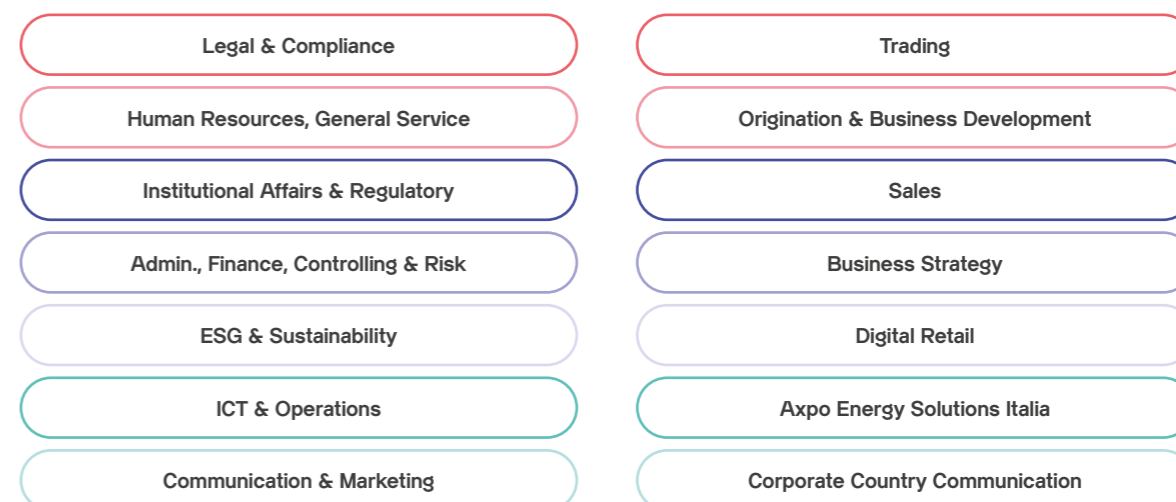 Legal & Compliance
Human Resources, General Service
Institutional Affairs & Regulatory
Admin., Finance, Controlling & Risk
ESG & Sustainability
ICT & Operations
Communication & Marketing
Trading
Origination & Business Development
Sales
Business Strategy
Digital Retail
Axpo Energy Solutions Italia
Corporate Country Communication